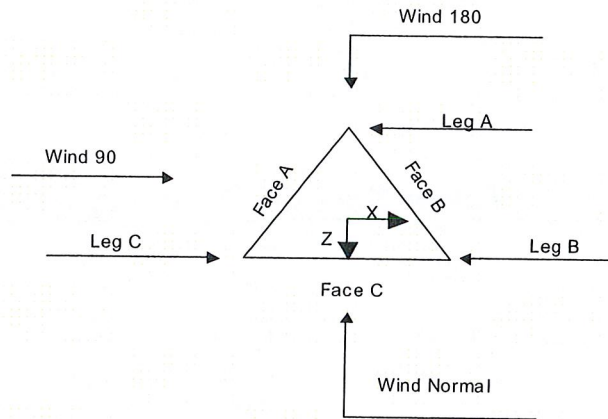 Wind 180
Leg A
Wind 90
Face A
Face B
X
Z
Leg C
Leg B
Face C
Wind Normal